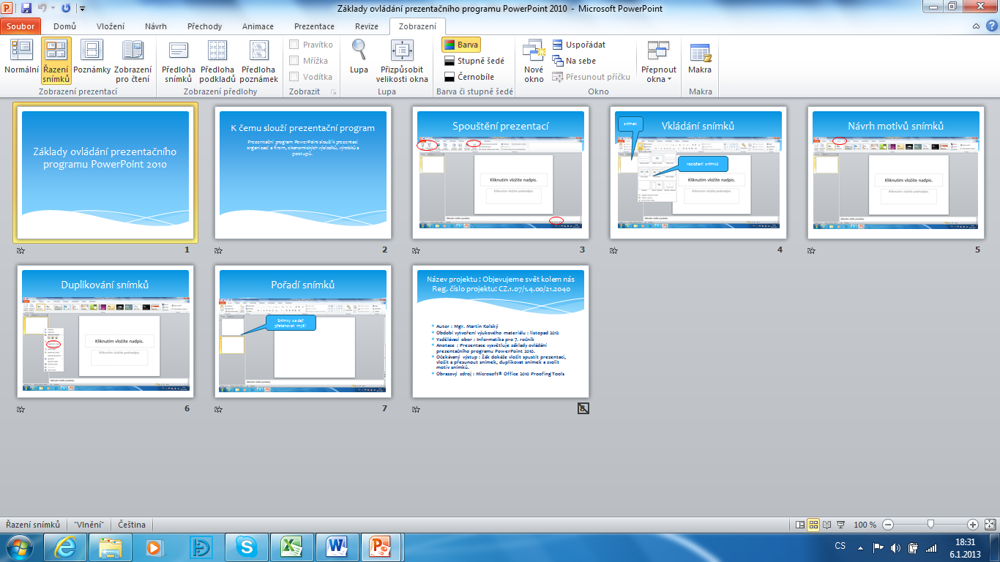 Základy ovládání prezentačního programu PowerPoint 2010 - Microsoft PowerPoint
Soubor Domů Vložení Návrh Přechody Animace Prezentace Revize Zobrazení
Normální
Řazení snímků
Poznámky
Zobrazení pro čtení
Zobrazení prezentací
Předloha snímků
Předloha podkladů
Předloha poznámek
Zobrazení předlohy
Pravítko
Mřížka
Vodítka
Zobrazit
Lupa
Přizpůsobit velikosti okna
Lupa
Barva
Stupně šedé
Černobíle
Barva či stupně šedé
Nové okno
Uspořádat
Na sebe
Přesunout příčku
Přepnout okna
Okno
Makra
Makra
Základy ovládání prezentačního
programu PowerPoint 2010
1
K čemu slouží prezentační program
Prezentační program PowerPoint slouží k prezentaci
organizací a firem, ekonomických výsledků, výrobků a
postupů.
2
Spouštění prezentací
Kliknutím vložíte nadpis.
Kliknutím vložíte podnadpis.
3
Vkládání snímků
snímek
rozložení snímků
Kliknutím vložíte nadpis.
Kliknutím vložíte podnadpis.
4
Návrh motivů snímků
Kliknutím vložíte nadpis.
Kliknutím vložíte podnadpis.
5
Duplikování snímků
Kliknutím vložíte nadpis.
Kliknutím vložíte podnadpis.
6
Pořadí snímků
Snímky se dají
přetahovat myší
7
Název projektu : Objevujeme svět kolem nás
Reg. číslo projektu: CZ.1.07/1.4.00/21.2040
Autor : Mgr. Martin Kolský
Období vytvoření výukového materiálu : listopad 2012
Vzdělávací obor : Informatika pro 7. ročník
Anotace : Prezentace vysvětluje základy ovládání
prezentačního programu PowerPoint 2010.
Očekávaný výstup : Žák dokáže vložit spustit prezentaci,
vložit a přesunout snímek, duplikovat snímek a zvolit
motiv snímků.
Obrazový zdroj : Microsoft® Office 2010 Proofing Tools
8
Řazení snímků "Vlnění" Čeština
100 %
CS
18:31
6.1.2013